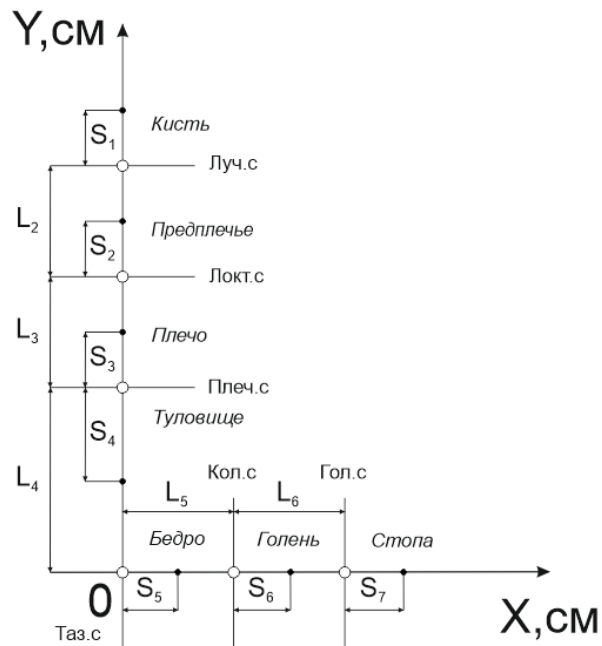 Y,см
S₁
Кисть
Луч.с
L₂
S₂
Предплечье
Локт.с
L₃
S₃
Плечо
Плеч.с
Туловище
S₄
L₄
Кол.с
Гол.с
L₅
L₆
Бедро
Голень
Стопа
0
S₅
S₆
S₇
X,см
Таз.с